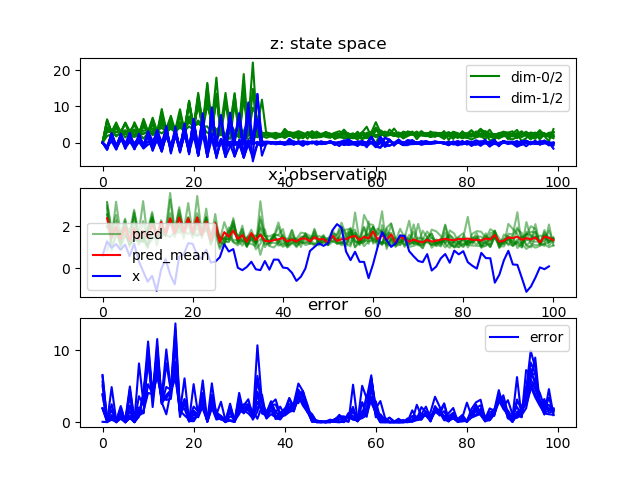 z: state space
20
10
0
dim-0/2
dim-1/2
0 20 40 60 80 100
x: observation
2
0
pred
pred_mean
x
0 20 40 60 80 100
error
10
0
error
0 20 40 60 80 100